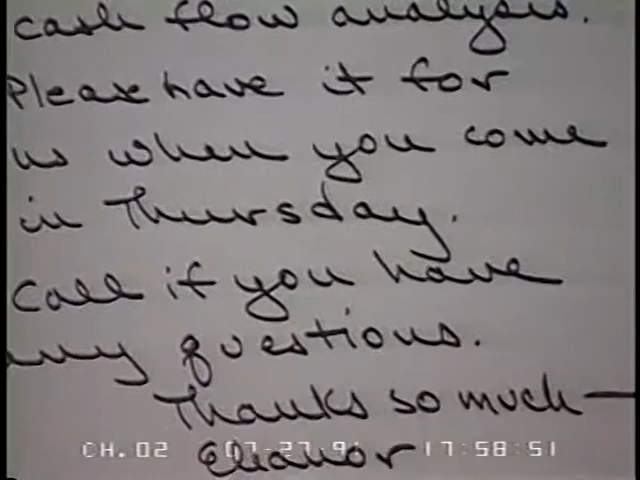 cash flow analysis.
Please have it for
us when you come
in Thursday.
Call if you have
any questions.
Thanks so much—
Eleanor
CH.02 07-27-91 17:58:51